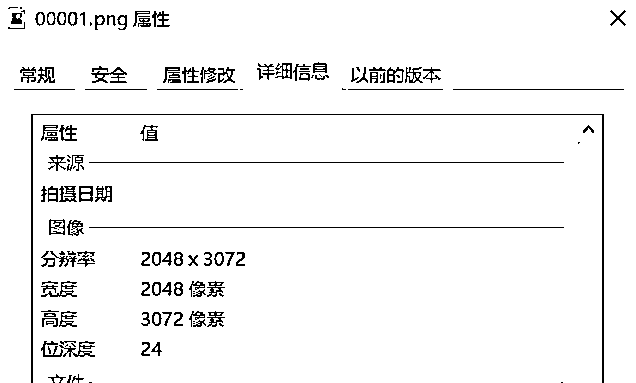 00001.png 属性
常规 安全 属性修改 详细信息 以前的版本
属性 值
来源
拍摄日期
图像
分辨率 2048 x 3072
宽度 2048 像素
高度 3072 像素
位深度 24
文件